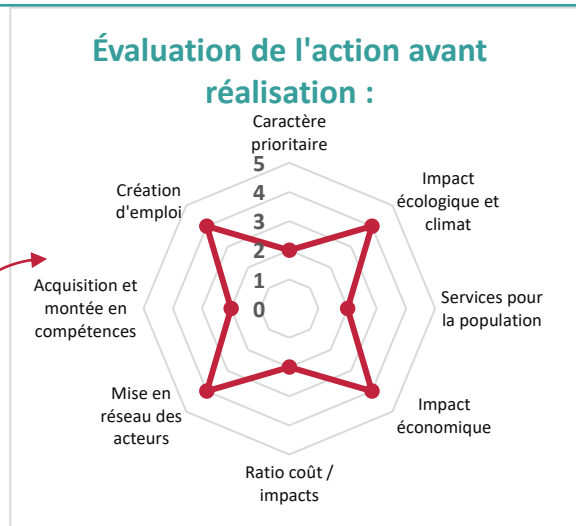 Évaluation de l'action avant
réalisation :
Caractère
prioritaire
5
4
3
2
1
0
Impact
écologique et
climat
Services pour
la population
Impact
économique
Ratio coût /
impacts
Mise en
réseau des
acteurs
Acquisition et
montée en
compétences
Création
d'emploi